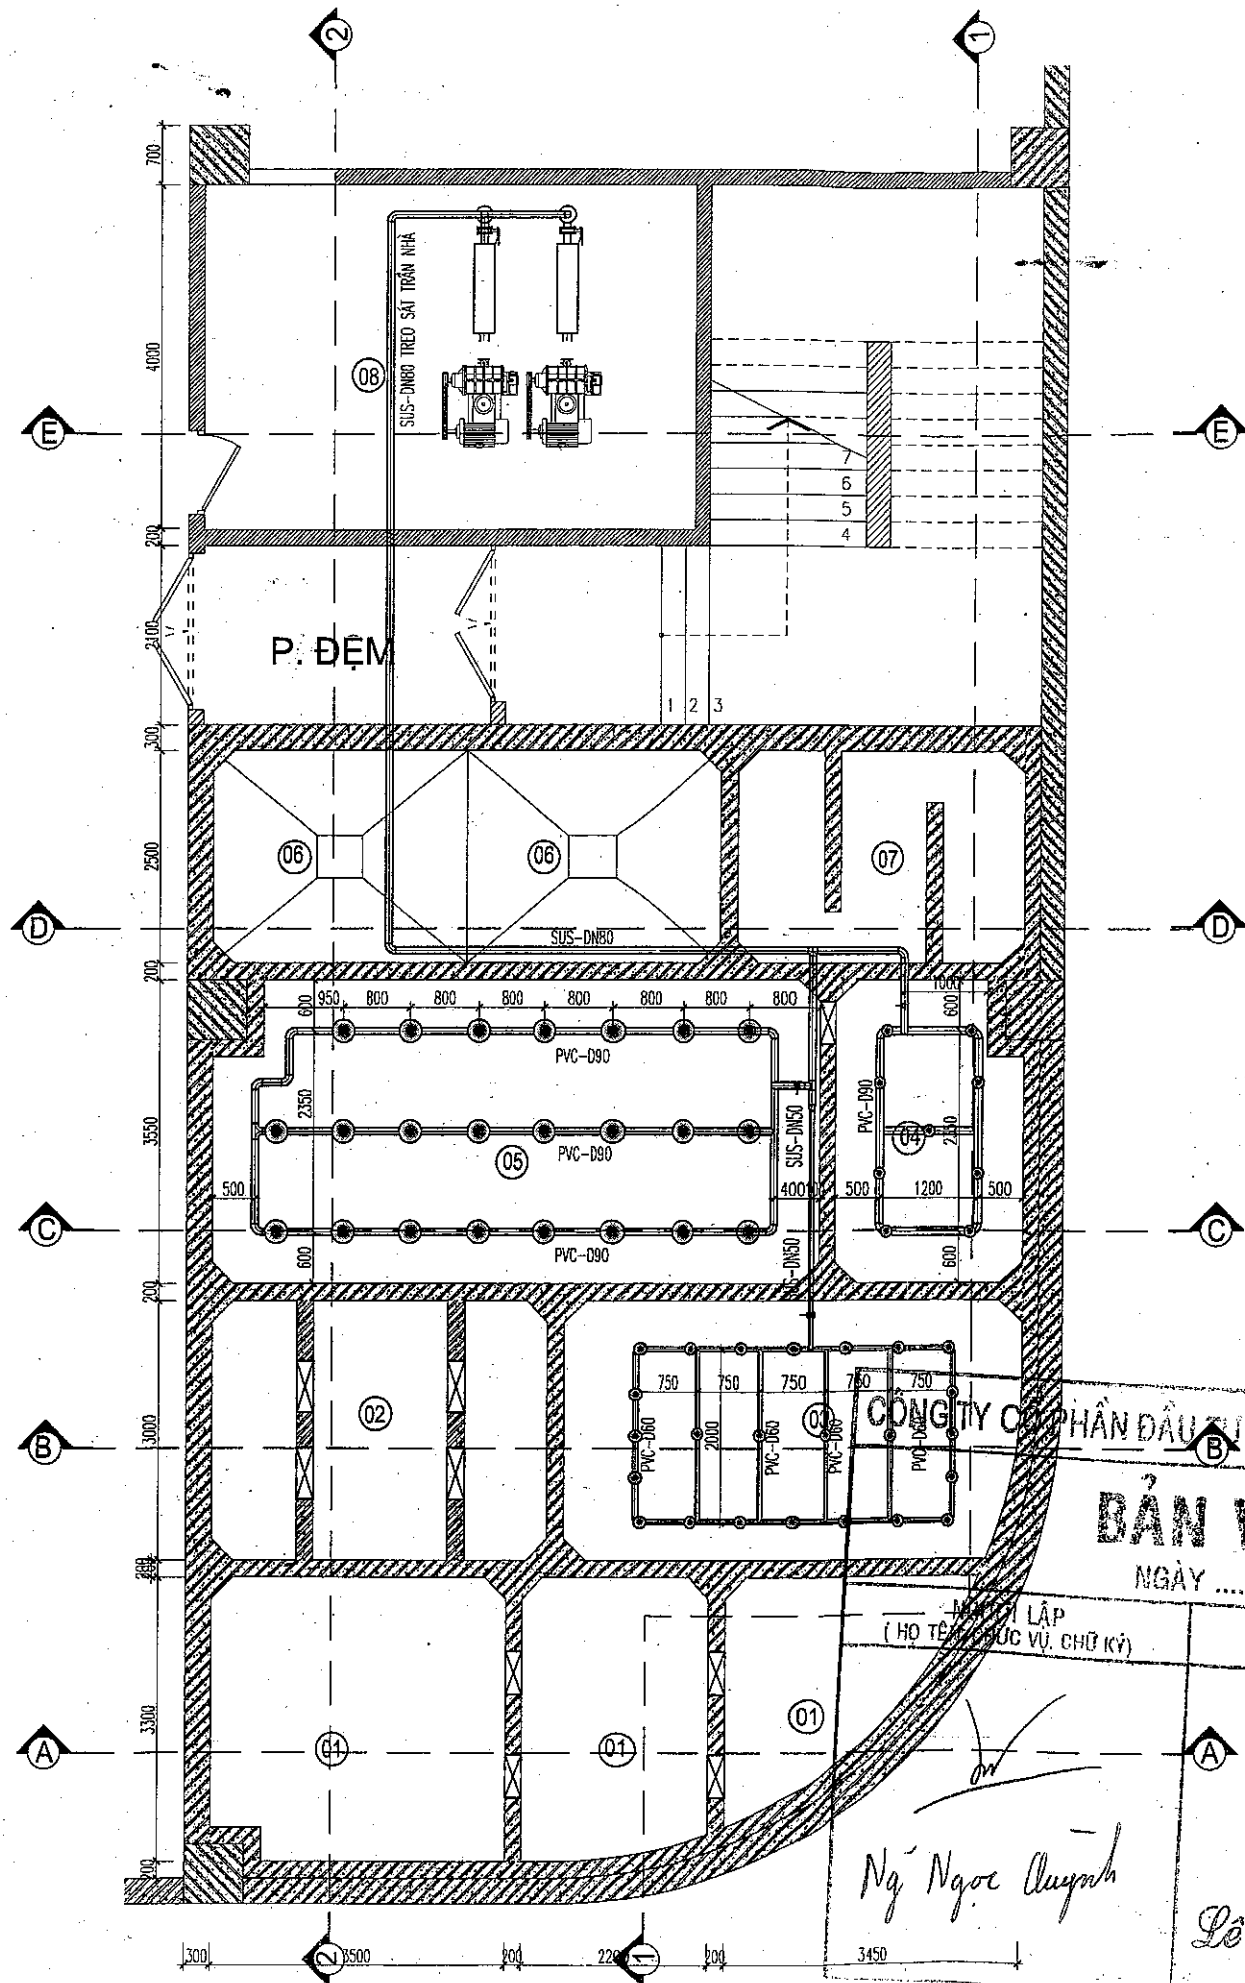 2
1
700
4000
SUS-DN80 TREO SÁT TRẦN NHÀ
08
E
E
7
6
5
4
200
2100
P. ĐỆM
1 2 3
300
2500
06
06
07
D
D
SUS-DN80
200
600
950 800 800 800 800 800 800 800
1000
600
PVC-D90
PVC-D90
3550
2350
SUS-DN50
04
05
PVC-D90
500
400
500 1200 500
C
C
PVC-D90
SUS-DN50
600
600
200
750 750 750 750 750
02
03
CÔNG TY CỔ PHẦN ĐẦU TƯ
3000
2000
PVC-D60
PVC-D60
PVC-D60
PVC-D60
B
B
BẢN
NGÀY ....
200
NGƯỜI LẬP
( HỌ TÊN, CHỨC VỤ, CHỮ KÝ)
3300
01
01
01
A
A
200
Ng Ngọc Quỳnh
Lê
300 2 3500 200 2200 1 200 3450